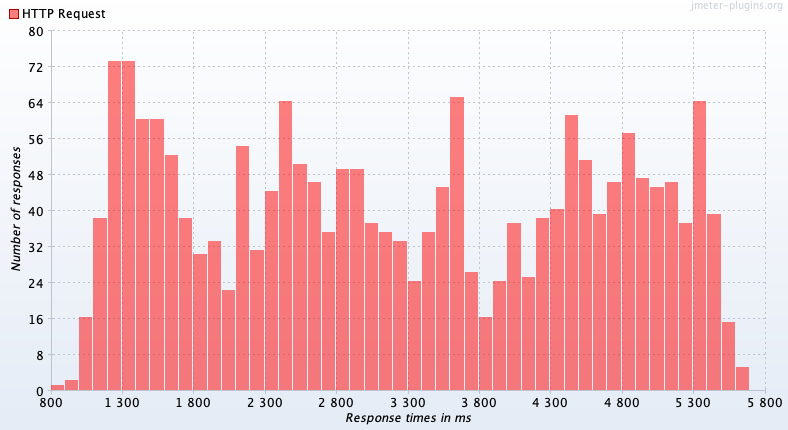 HTTP Request
jmeter-plugins.org
80
72
64
56
48
40
32
24
16
8
0
Number of responses
800 1 300 1 800 2 300 2 800 3 300 3 800 4 300 4 800 5 300 5 800
Response times in ms